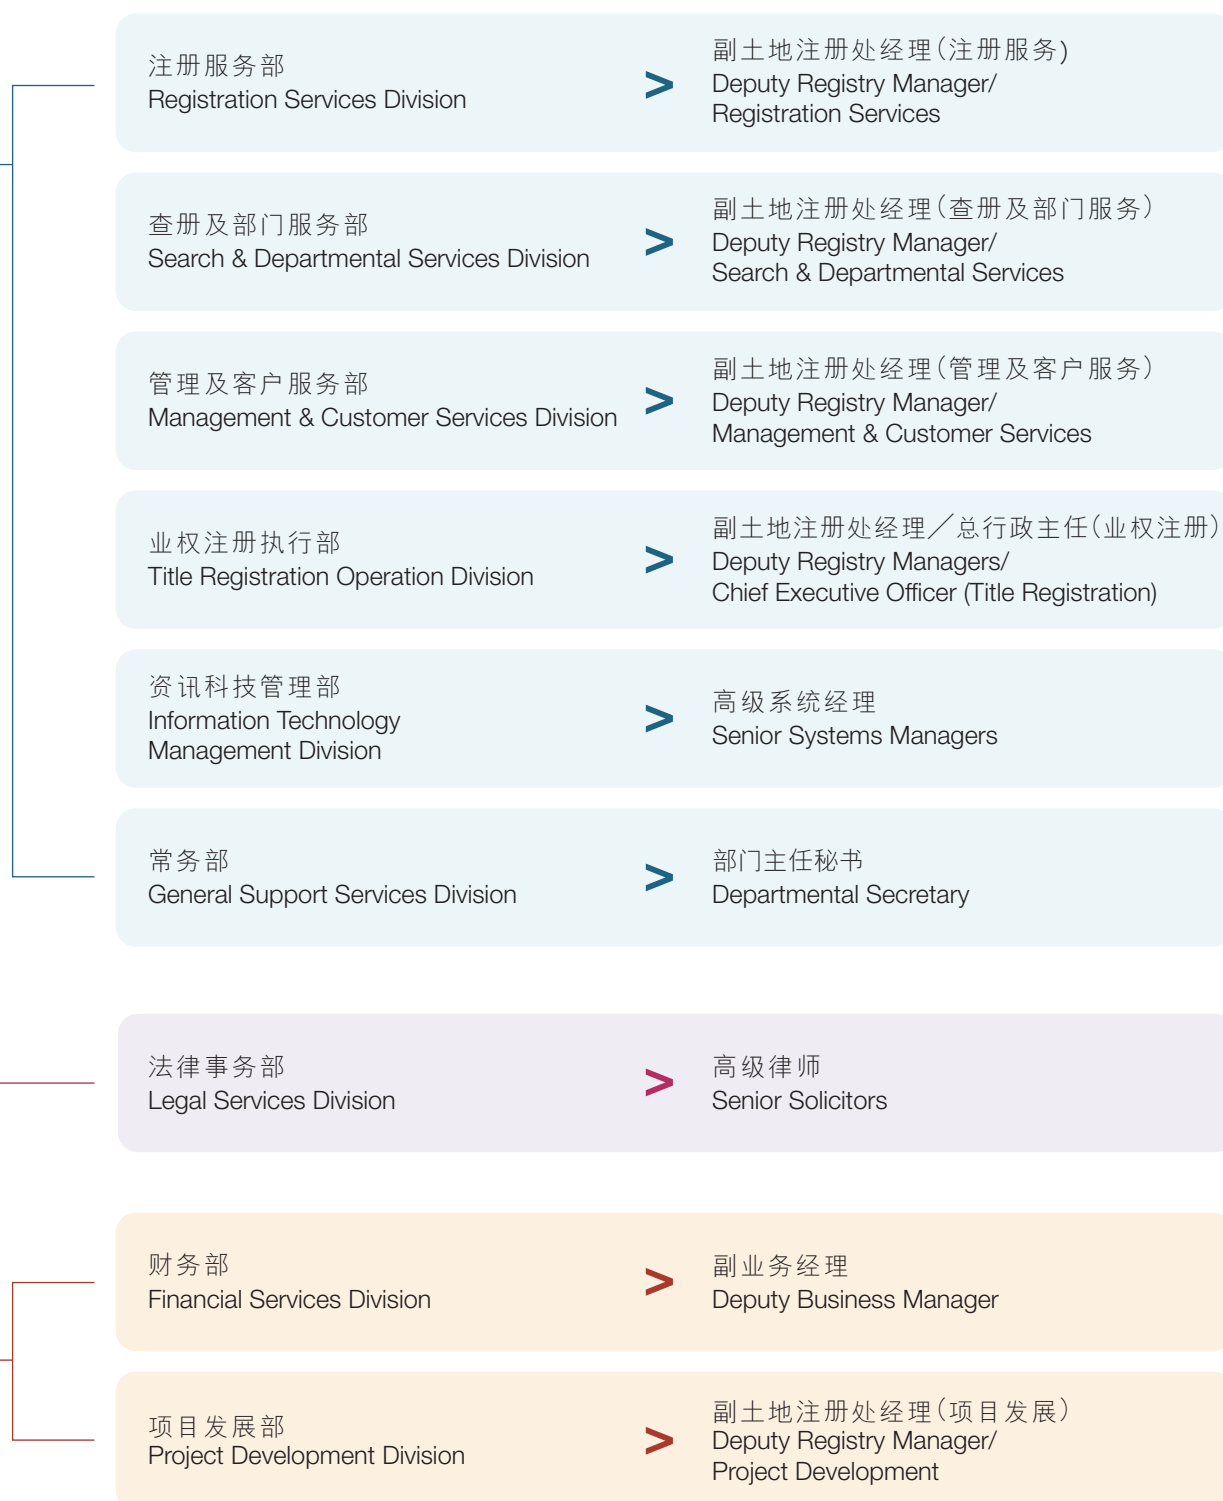 注册服务部
Registration Services Division
>
副土地注册处经理(注册服务)
Deputy Registry Manager/
Registration Services
查册及部门服务部
Search & Departmental Services Division
>
副土地注册处经理(查册及部门服务)
Deputy Registry Manager/
Search & Departmental Services
管理及客户服务部
Management & Customer Services Division
>
副土地注册处经理(管理及客户服务)
Deputy Registry Manager/
Management & Customer Services
业权注册执行部
Title Registration Operation Division
>
副土地注册处经理／总行政主任(业权注册)
Deputy Registry Managers/
Chief Executive Officer (Title Registration)
资讯科技管理部
Information Technology
Management Division
>
高级系统经理
Senior Systems Managers
常务部
General Support Services Division
>
部门主任秘书
Departmental Secretary
法律事务部
Legal Services Division
>
高级律师
Senior Solicitors
财务部
Financial Services Division
>
副业务经理
Deputy Business Manager
项目发展部
Project Development Division
>
副土地注册处经理(项目发展)
Deputy Registry Manager/
Project Development